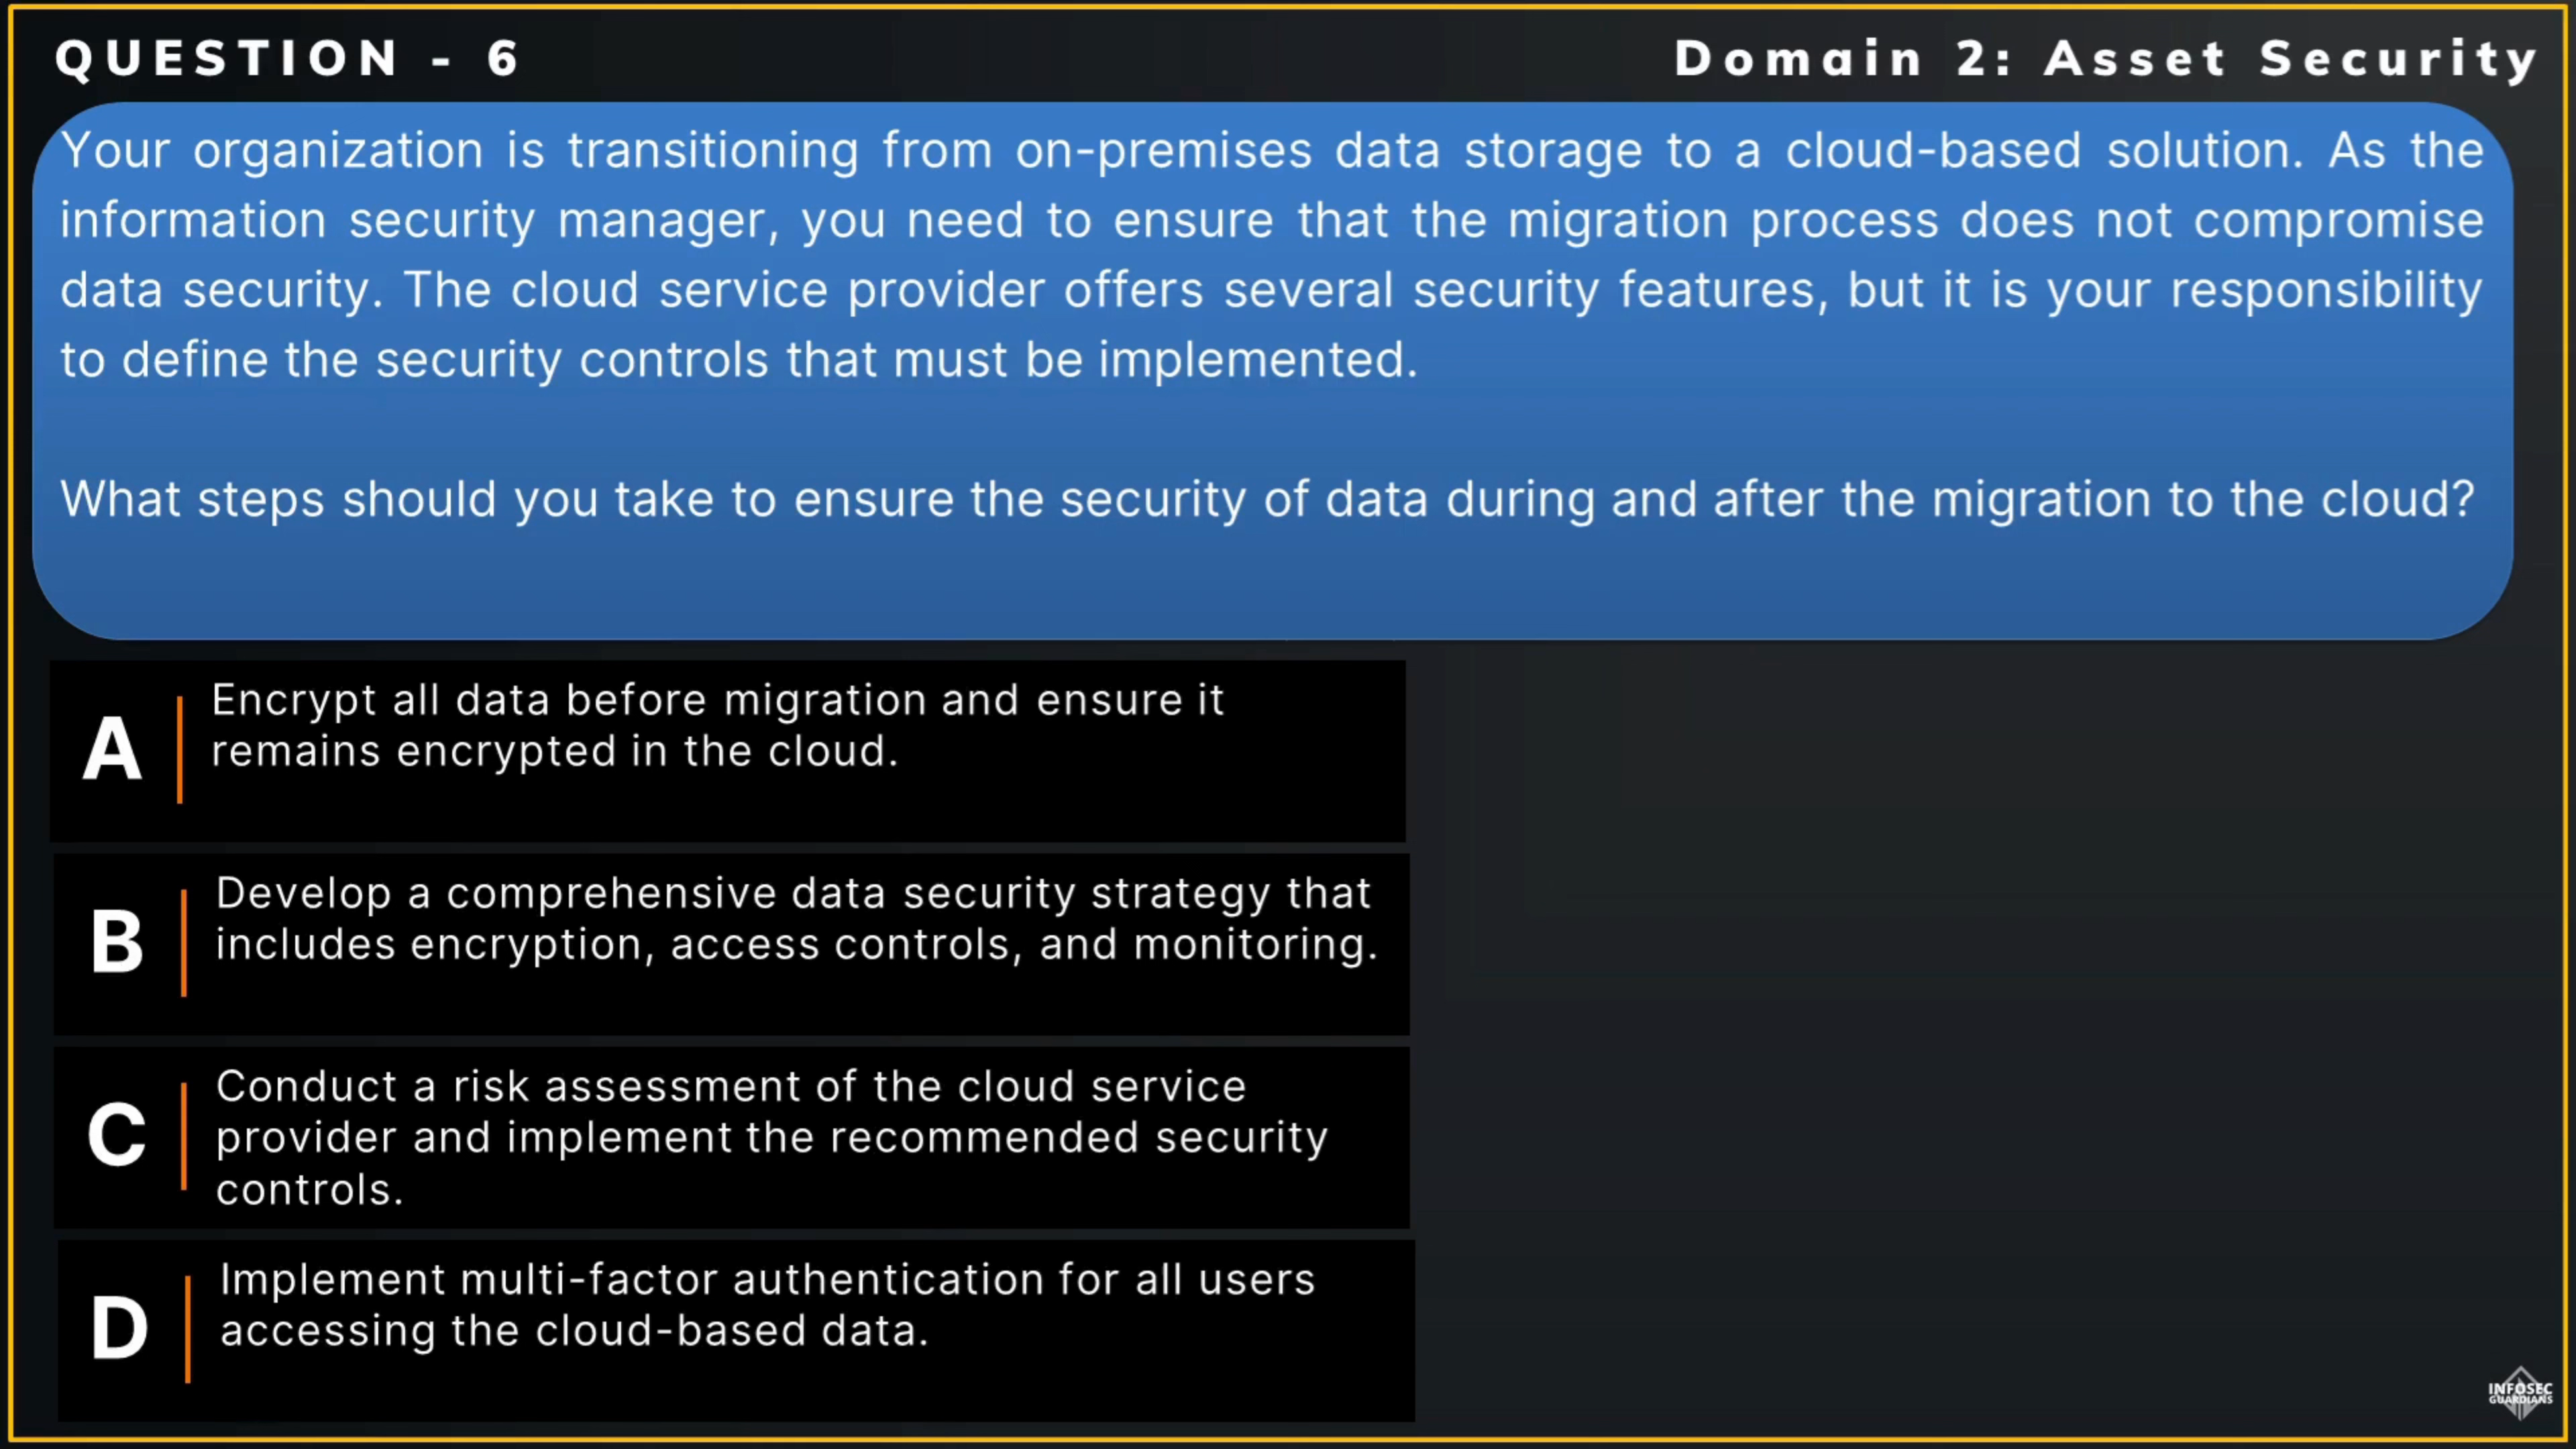 QUESTION - 6
Domain 2: Asset Security
Your organization is transitioning from on-premises data storage to a cloud-based solution. As the
information security manager, you need to ensure that the migration process does not compromise
data security. The cloud service provider offers several security features, but it is your responsibility
to define the security controls that must be implemented.
What steps should you take to ensure the security of data during and after the migration to the cloud?
A
Encrypt all data before migration and ensure it
remains encrypted in the cloud.
B
Develop a comprehensive data security strategy that
includes encryption, access controls, and monitoring.
C
Conduct a risk assessment of the cloud service
provider and implement the recommended security
controls.
D
Implement multi-factor authentication for all users
accessing the cloud-based data.
INFOSEC
GUARDIANS